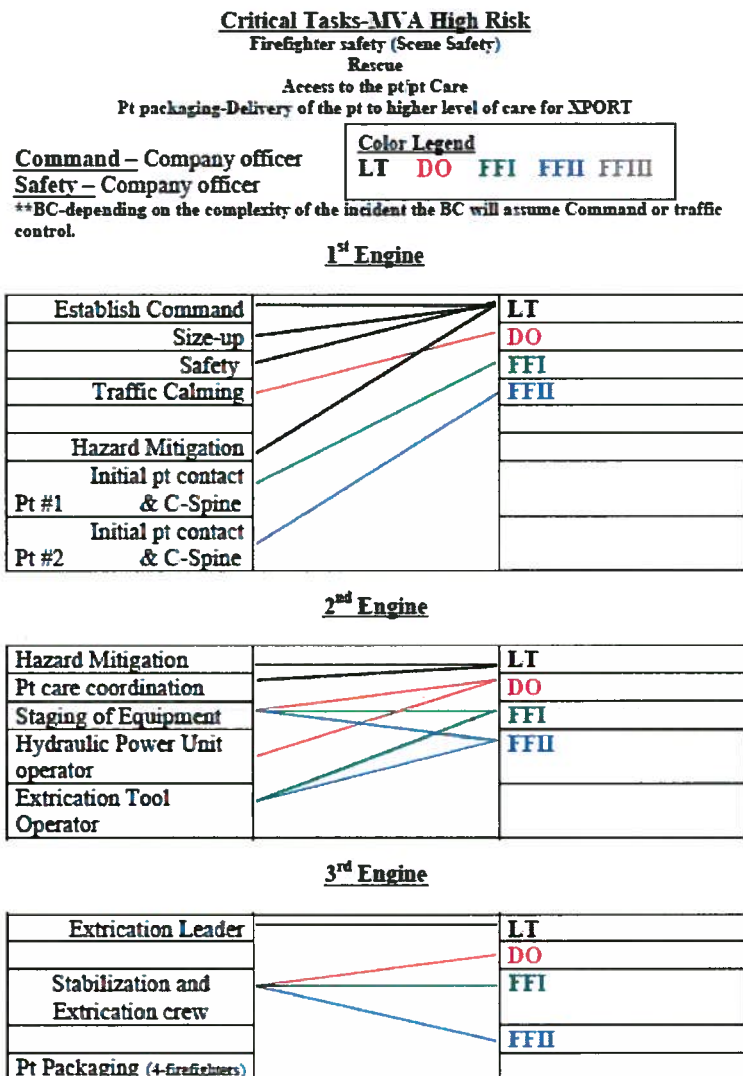 Critical Tasks-MVA High Risk
Firefighter safety (Scene Safety)
Rescue
Access to the pt/pt Care
Pt packaging-Delivery of the pt to higher level of care for XPORT
Color Legend
LT DO FFI FFII FFIII
Command – Company officer
Safety – Company officer
**BC-depending on the complexity of the incident the BC will assume Command or traffic
control.
1st Engine
Establish Command LT
Size-up DO
Safety FFI
Traffic Calming FFII
Hazard Mitigation
Initial pt contact
Pt #1 & C-Spine
Initial pt contact
Pt #2 & C-Spine
2nd Engine
Hazard Mitigation LT
Pt care coordination DO
Staging of Equipment FFI
Hydraulic Power Unit FFII
operator
Extrication Tool
Operator
3rd Engine
Extrication Leader LT
DO
Stabilization and FFI
Extrication crew
FFII
Pt Packaging (4-firefighters)